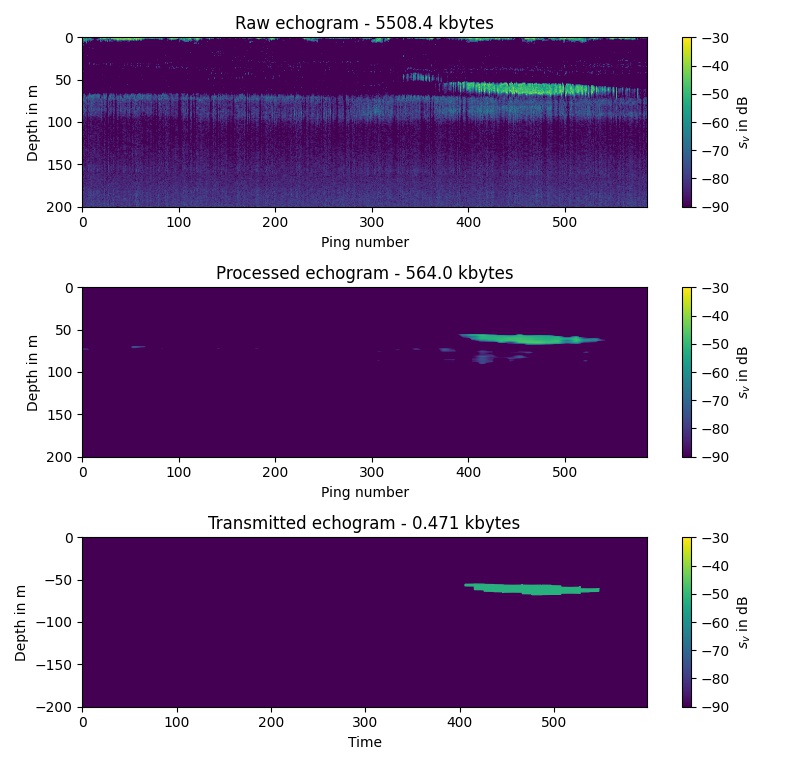 Raw echogram - 5508.4 kbytes
0
50
100
150
200
Depth in m
0 100 200 300 400 500
Ping number
−30
−40
−50
−60
−70
−80
−90
sv in dB
Processed echogram - 564.0 kbytes
0
50
100
150
200
Depth in m
0 100 200 300 400 500
Ping number
−30
−40
−50
−60
−70
−80
−90
sv in dB
Transmitted echogram - 0.471 kbytes
0
−50
−100
−150
−200
Depth in m
0 100 200 300 400 500
Time
−30
−40
−50
−60
−70
−80
−90
sv in dB